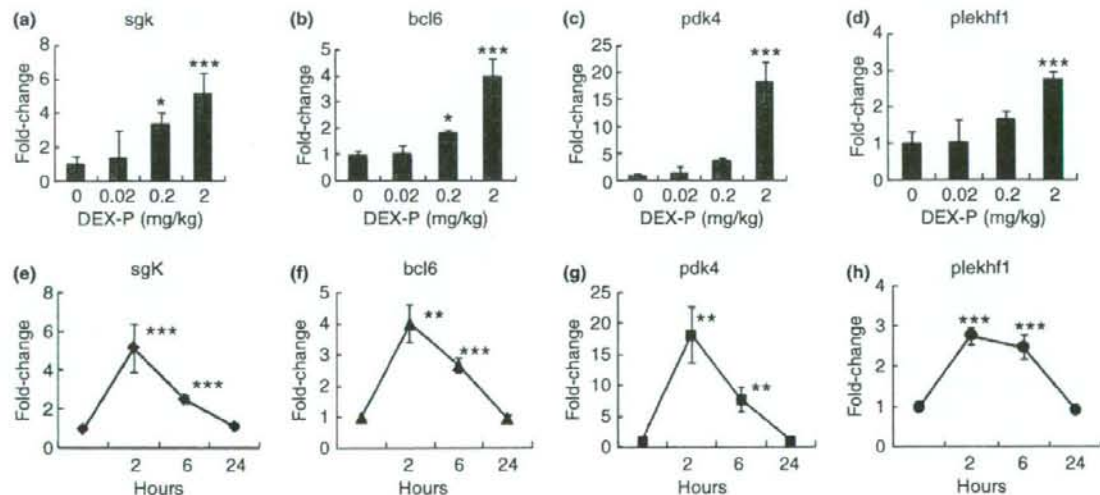 (a) sgk
8
6
4
2
0
Fold-change
*
***
0 0.02 0.2 2
DEX-P (mg/kg)
(b) bcl6
5
4
3
2
1
0
Fold-change
*
***
0 0.02 0.2 2
DEX-P (mg/kg)
(c) pdk4
25
20
15
10
5
0
Fold-change
***
0 0.02 0.2 2
DEX-P (mg/kg)
(d) plekhf1
4
3
2
1
0
Fold-change
***
0 0.02 0.2 2
DEX-P (mg/kg)
(e) sgK
8
6
4
2
0
Fold-change
***
***
2 6 24
Hours
(f) bcl6
5
4
3
2
1
0
Fold-change
**
***
2 6 24
Hours
(g) pdk4
25
20
15
10
5
0
Fold-change
**
**
2 6 24
Hours
(h) plekhf1
4
3
2
1
0
Fold-change
*** ***
2 6 24
Hours